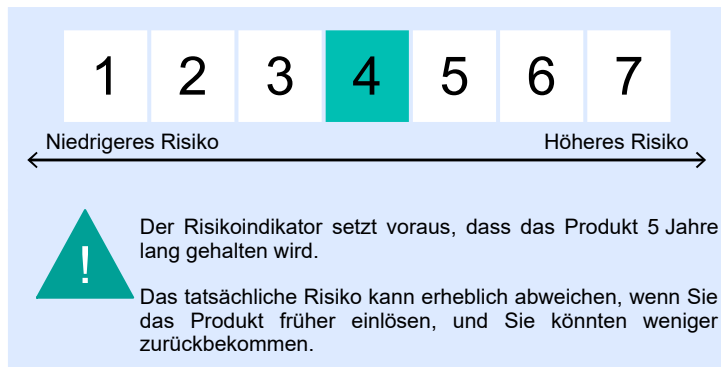 1 2 3 4 5 6 7
Niedrigeres Risiko Höheres Risiko
!
Der Risikoindikator setzt voraus, dass das Produkt 5 Jahre
lang gehalten wird.
Das tatsächliche Risiko kann erheblich abweichen, wenn Sie
das Produkt früher einlösen, und Sie könnten weniger
zurückbekommen.